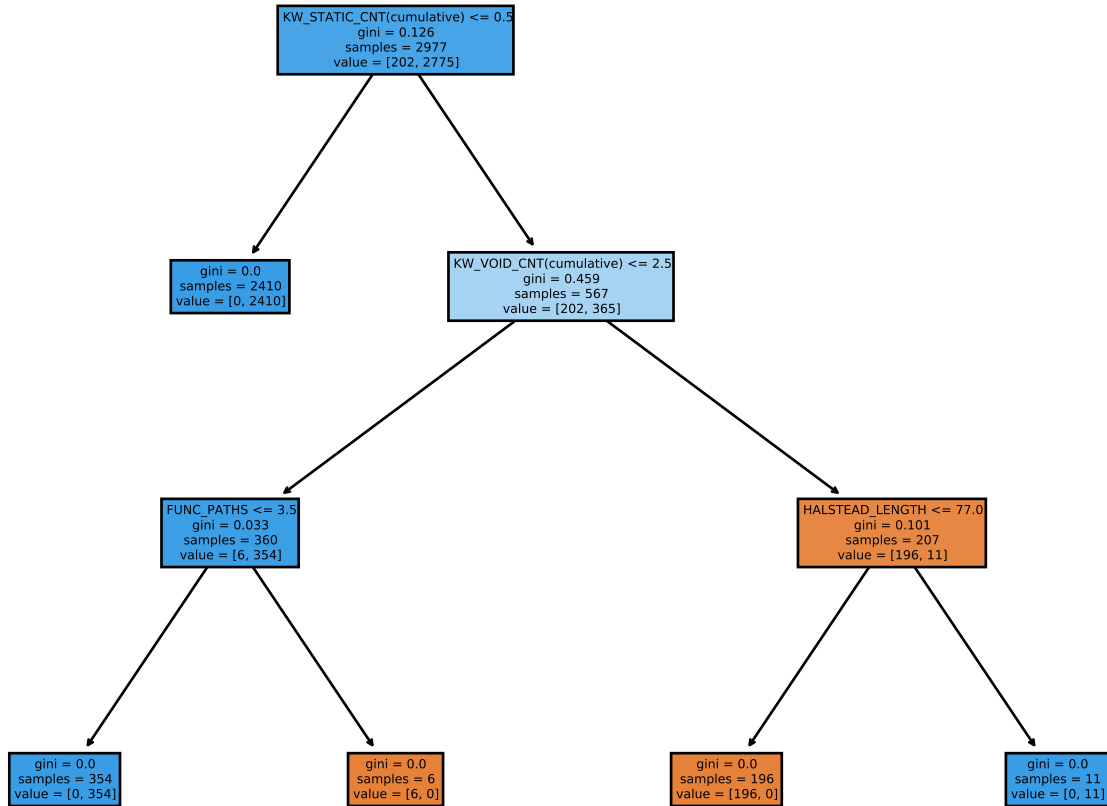 KW_STATIC_CNT(cumulative) <= 0.5
gini = 0.126
samples = 2977
value = [202, 2775]
gini = 0.0
samples = 2410
value = [0, 2410]
KW_VOID_CNT(cumulative) <= 2.5
gini = 0.459
samples = 567
value = [202, 365]
FUNC_PATHS <= 3.5
gini = 0.033
samples = 360
value = [6, 354]
HALSTEAD_LENGTH <= 77.0
gini = 0.101
samples = 207
value = [196, 11]
gini = 0.0
samples = 354
value = [0, 354]
gini = 0.0
samples = 6
value = [6, 0]
gini = 0.0
samples = 196
value = [196, 0]
gini = 0.0
samples = 11
value = [0, 11]